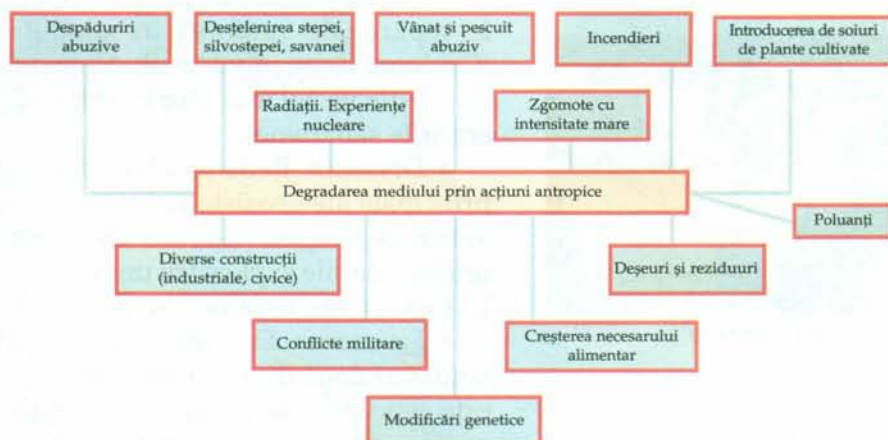 Despăduriri
abuzive
Desțelenirea stepei,
silvostepei, savanei
Vânat și pescuit
abuziv
Incendieri
Introducerea de soiuri
de plante cultivate
Radiații. Experiențe
nucleare
Zgomote cu
intensitate mare
Degradarea mediului prin acțiuni antropice
Poluanți
Diverse construcții
(industriale, civice)
Deșeuri și reziduuri
Conflicte militare
Creșterea necesarului
alimentar
Modificări genetice